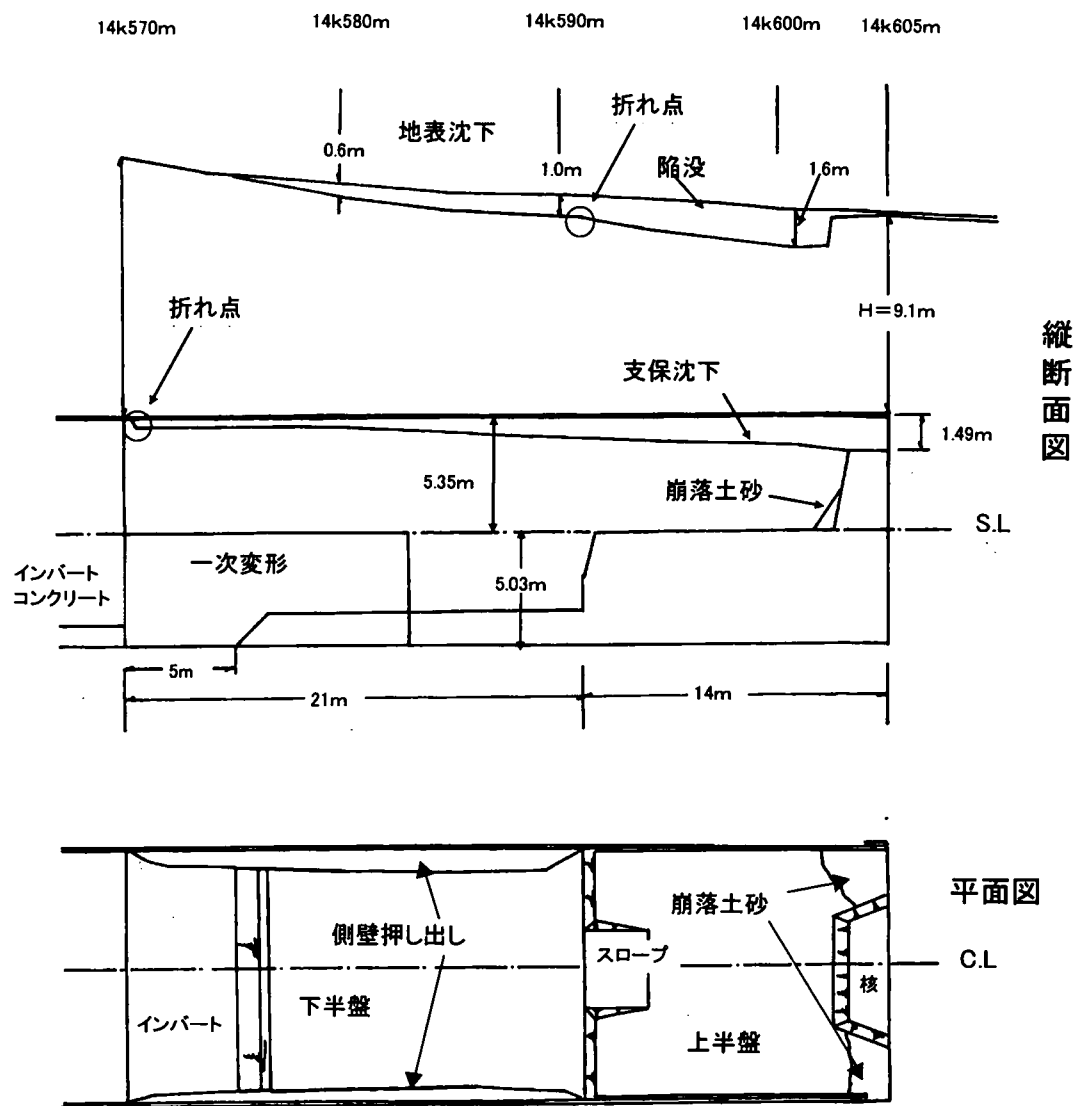 14k570m
14k580m
14k590m
14k600m
14k605m
地表沈下
折れ点
陥没
0.6m
1.0m
1.6m
折れ点
H=9.1m
縦断面図
支保沈下
1.49m
5.35m
崩落土砂
S.L
一次変形
インバート
コンクリート
5.03m
5m
21m
14m
平面図
崩落土砂
側壁押し出し
スロープ
C.L
核
下半盤
インバート
上半盤